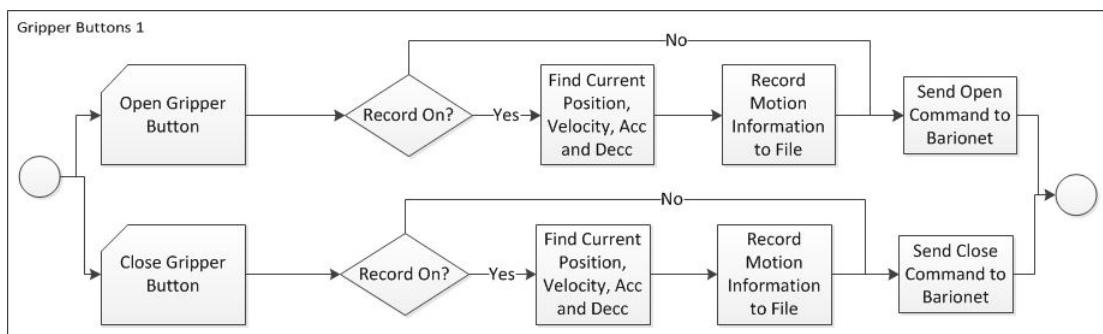 Gripper Buttons 1
No
Open Gripper
Button
Record On?
Yes
Find Current
Position,
Velocity, Acc
and Decc
Record
Motion
Information
to File
Send Open
Command to
Barionet
No
Close Gripper
Button
Record On?
Yes
Find Current
Position,
Velocity, Acc
and Decc
Record
Motion
Information
to File
Send Close
Command to
Barionet